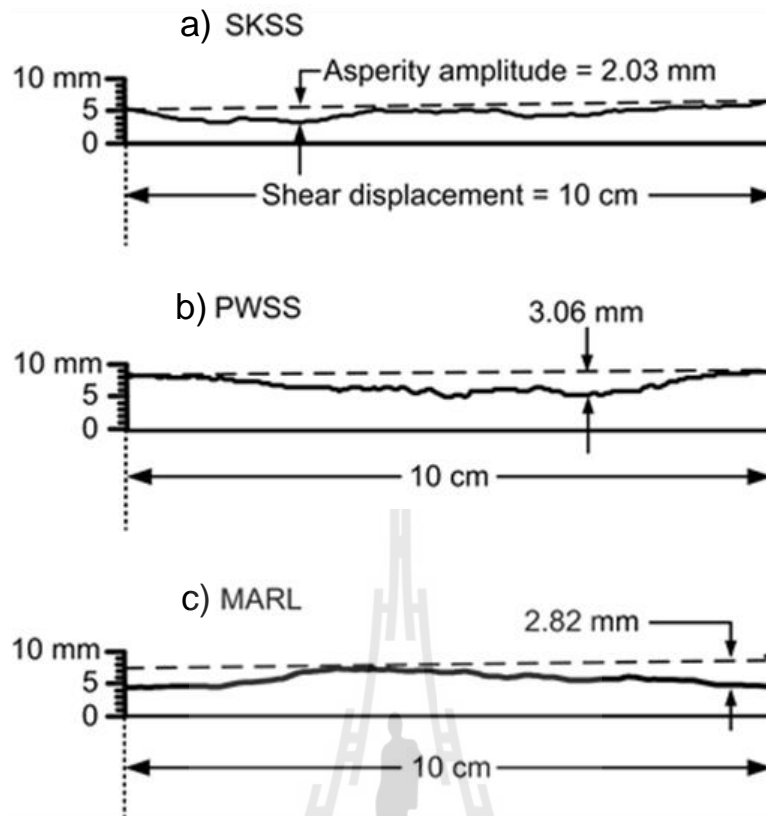 a) SKSS
10 mm
Asperity amplitude = 2.03 mm
5
0
Shear displacement = 10 cm
b) PWSS
3.06 mm
10 mm
5
0
10 cm
c) MARL
2.82 mm
10 mm
5
0
10 cm